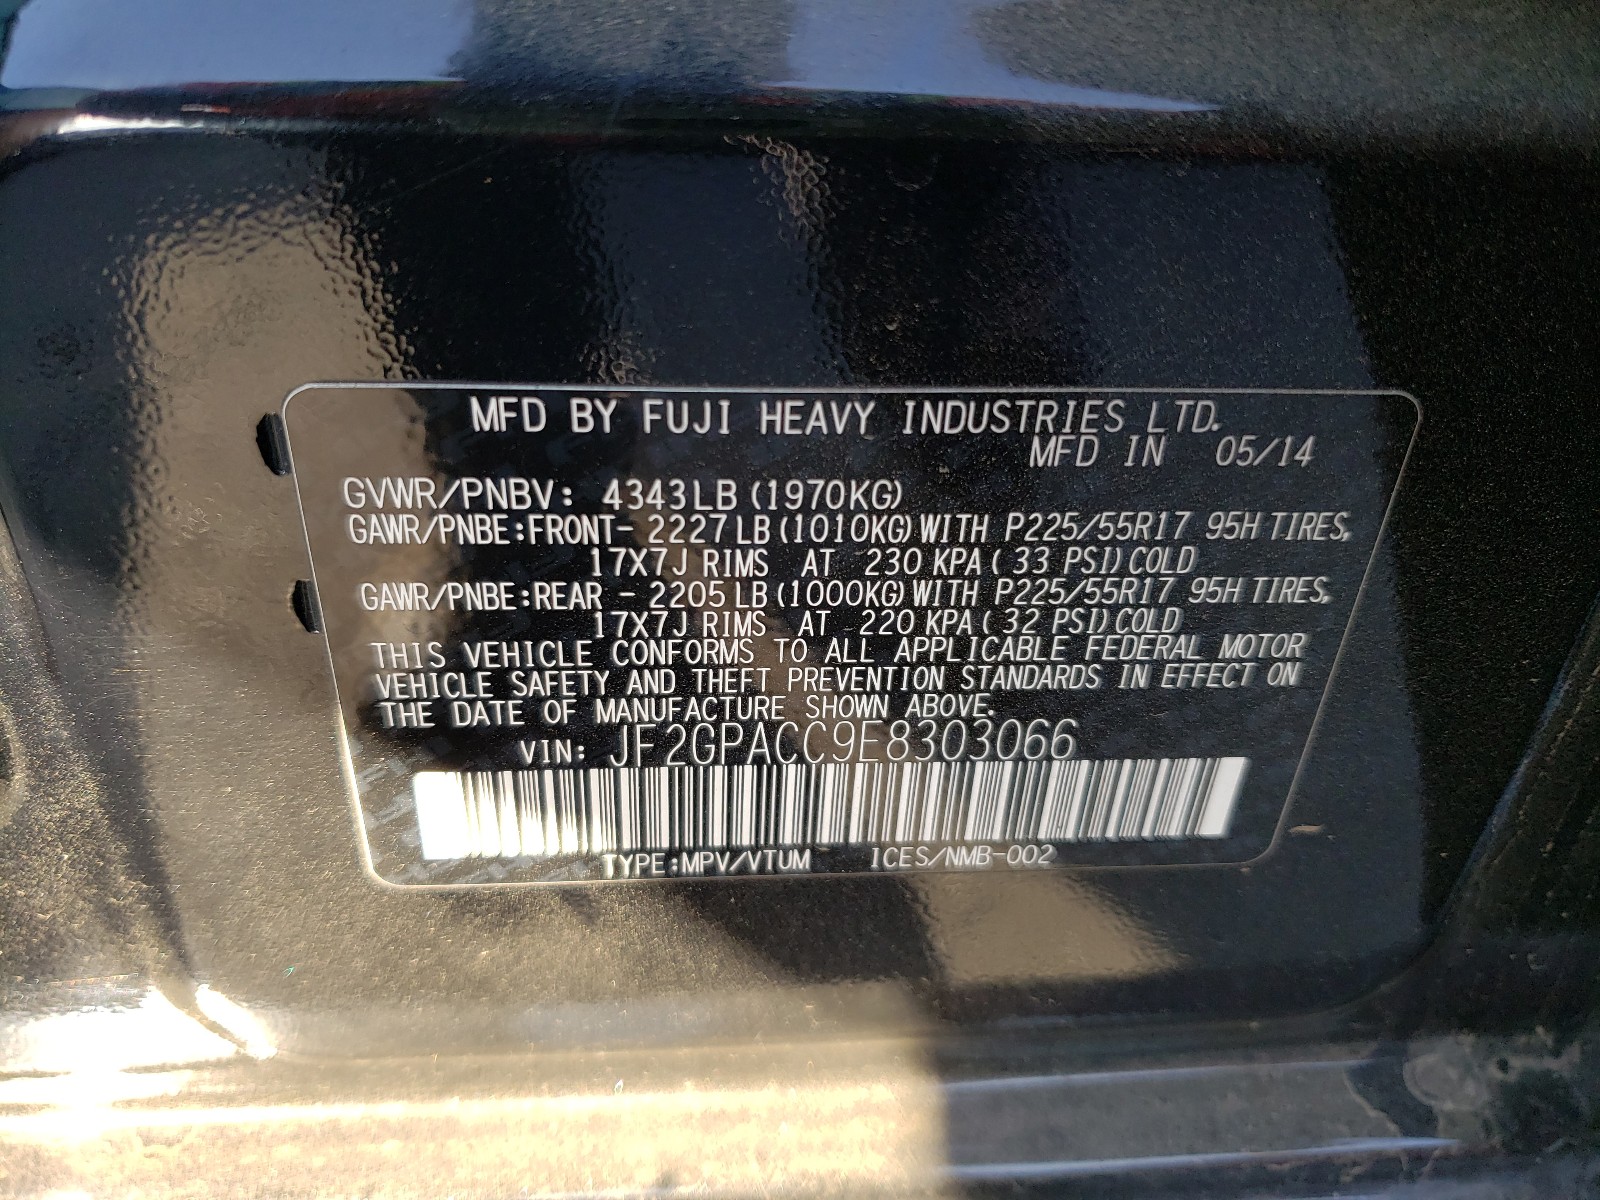 MFD BY FUJI HEAVY INDUSTRIES LTD.
MFD IN 05/14
GVWR/PNBV: 4343LB (1970KG)
GAWR/PNBE:FRONT- 2227 LB (1010KG) WITH P225/55R17 95H TIRES,
17X7J RIMS AT 230 KPA ( 33 PSI) COLD
GAWR/PNBE:REAR - 2205 LB (1000KG) WITH P225/55R17 95H TIRES,
17X7J RIMS AT 220 KPA ( 32 PSI) COLD
THIS VEHICLE CONFORMS TO ALL APPLICABLE FEDERAL MOTOR
VEHICLE SAFETY AND THEFT PREVENTION STANDARDS IN EFFECT ON
THE DATE OF MANUFACTURE SHOWN ABOVE.
VIN: JF2GPACC9E8303066
TYPE:MPV/VTUM ICES/NMB-002